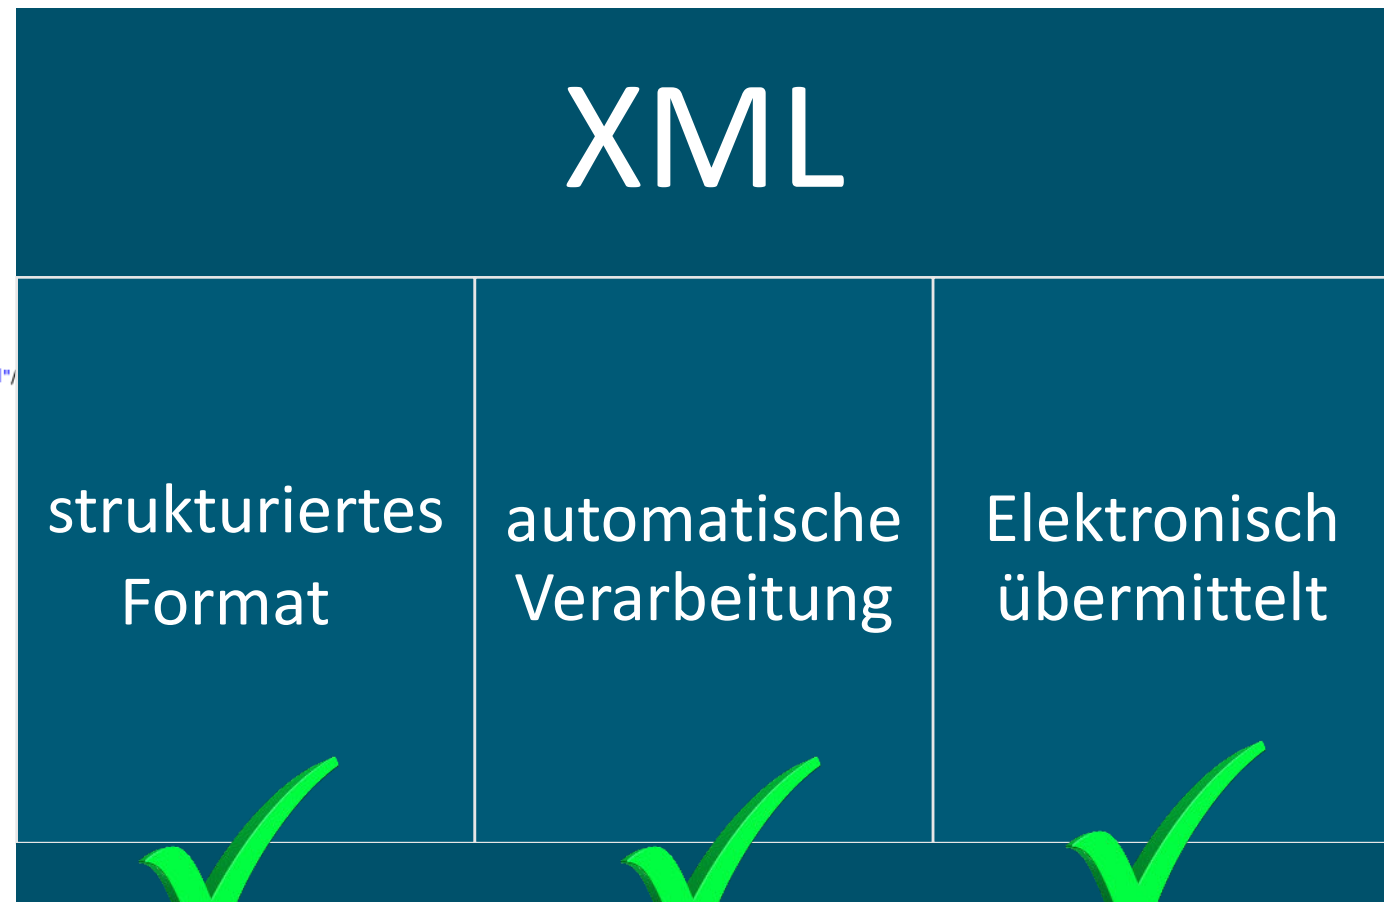 XML
"/
strukturiertes
Format
automatische
Verarbeitung
Elektronisch
übermittelt